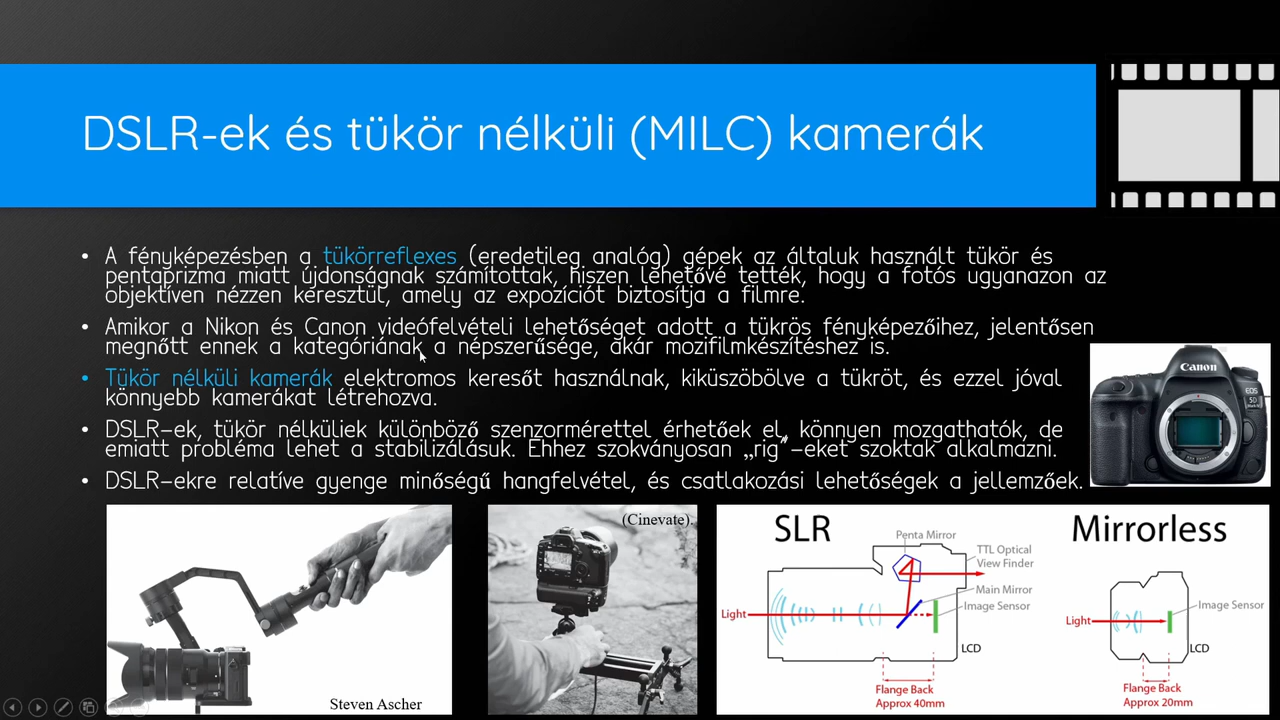 DSLR-ek és tükör nélküli (MILC) kamerák
• A fényképezésben a tükörreflexes (eredetileg analóg) gépek az általuk használt tükör és
pentaprizma miatt újdonságnak számítottak, hiszen lehetővé tették, hogy a fotós ugyanazon az
objektíven nézzen keresztül, amely az expozíciót biztosítja a filmre.
• Amikor a Nikon és Canon videófelvételi lehetőséget adott a tükrös fényképezőihez, jelentősen
megnőtt ennek a kategóriának a népszerűsége, akár mozifilmkészítéshez is.
• Tükör nélküli kamerák elektromos keresőt használnak, kiküszöbölve a tükröt, és ezzel jóval
könnyebb kamerákat létrehozva.
• DSLR-ek, tükör nélküliek különböző szenzormérettel érhetőek el, könnyen mozgathatók, de
emiatt probléma lehet a stabilizálásuk. Ehhez szokványosan „rig”-eket szoktak alkalmazni.
• DSLR-ekre relatíve gyenge minőségű hangfelvétel, és csatlakozási lehetőségek a jellemzőek.
Canon
EOS
5D
Steven Ascher
(Cinevate).
SLR
Penta Mirror
TTL Optical
View Finder
Main Mirror
Image Sensor
Light
LCD
Flange Back
Approx 40mm
Mirrorless
Image Sensor
Light
LCD
Flange Back
Approx 20mm